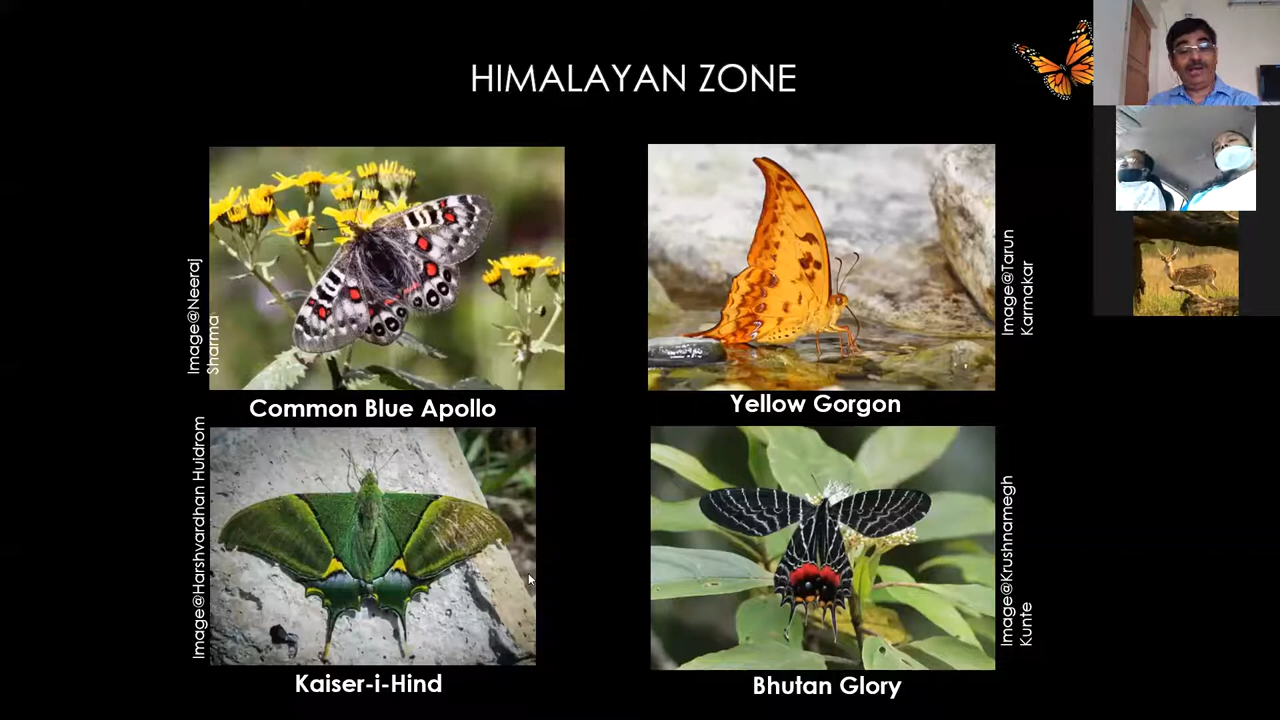 HIMALAYAN ZONE
Image@Neeraj
Sharma
Common Blue Apollo
Image@Tarun
Karmakar
Yellow Gorgon
Image@Harshvardhan Huidrom
Kaiser-i-Hind
Image@Krushnamegh
Kunte
Bhutan Glory